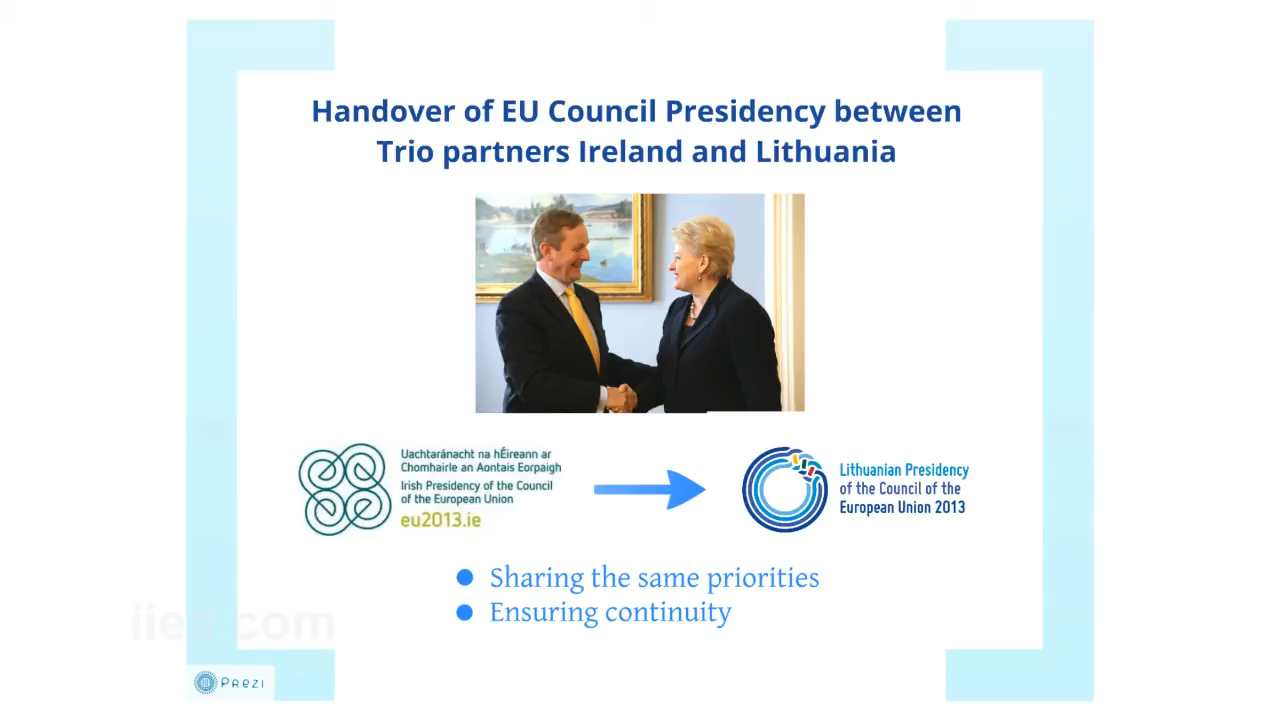 Handover of EU Council Presidency between
Trio partners Ireland and Lithuania
Uachtaránacht na hÉireann ar
Chomhairle an Aontais Eorpaigh
Irish Presidency of the Council
of the European Union
eu2013.ie
Lithuanian Presidency
of the Council of the
European Union 2013
Sharing the same priorities
Ensuring continuity
iiea.com
Prezi